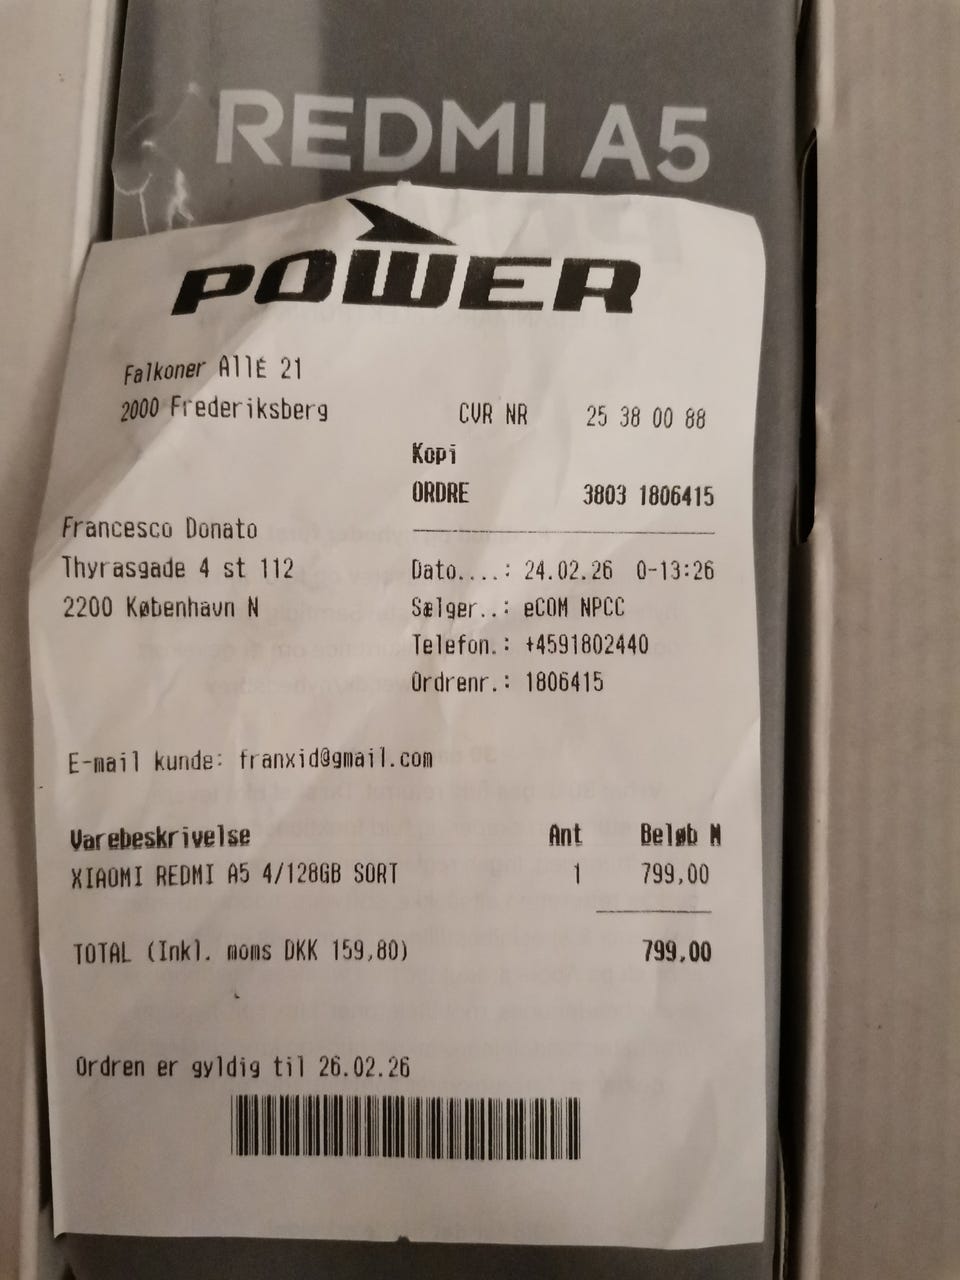 REDMI A5
POWER
Falkoner AllÉ 21
2000 Frederiksberg
CVR NR 25 38 00 88
Kopi
ORDRE 3803 1806415
Francesco Donato
Thyrasgade 4 st 112
2200 København N
Dato....: 24.02.26 0-13:26
Sælger..: eCOM NPCC
Telefon.: +4591802440
Ordrenr.: 1806415
E-mail kunde: franxid@gmail.com
Varebeskrivelse Ant Beløb M
XIAOMI REDMI A5 4/128GB SORT 1 799,00
TOTAL (Inkl. moms DKK 159,80) 799,00
Ordren er gyldig til 26.02.26